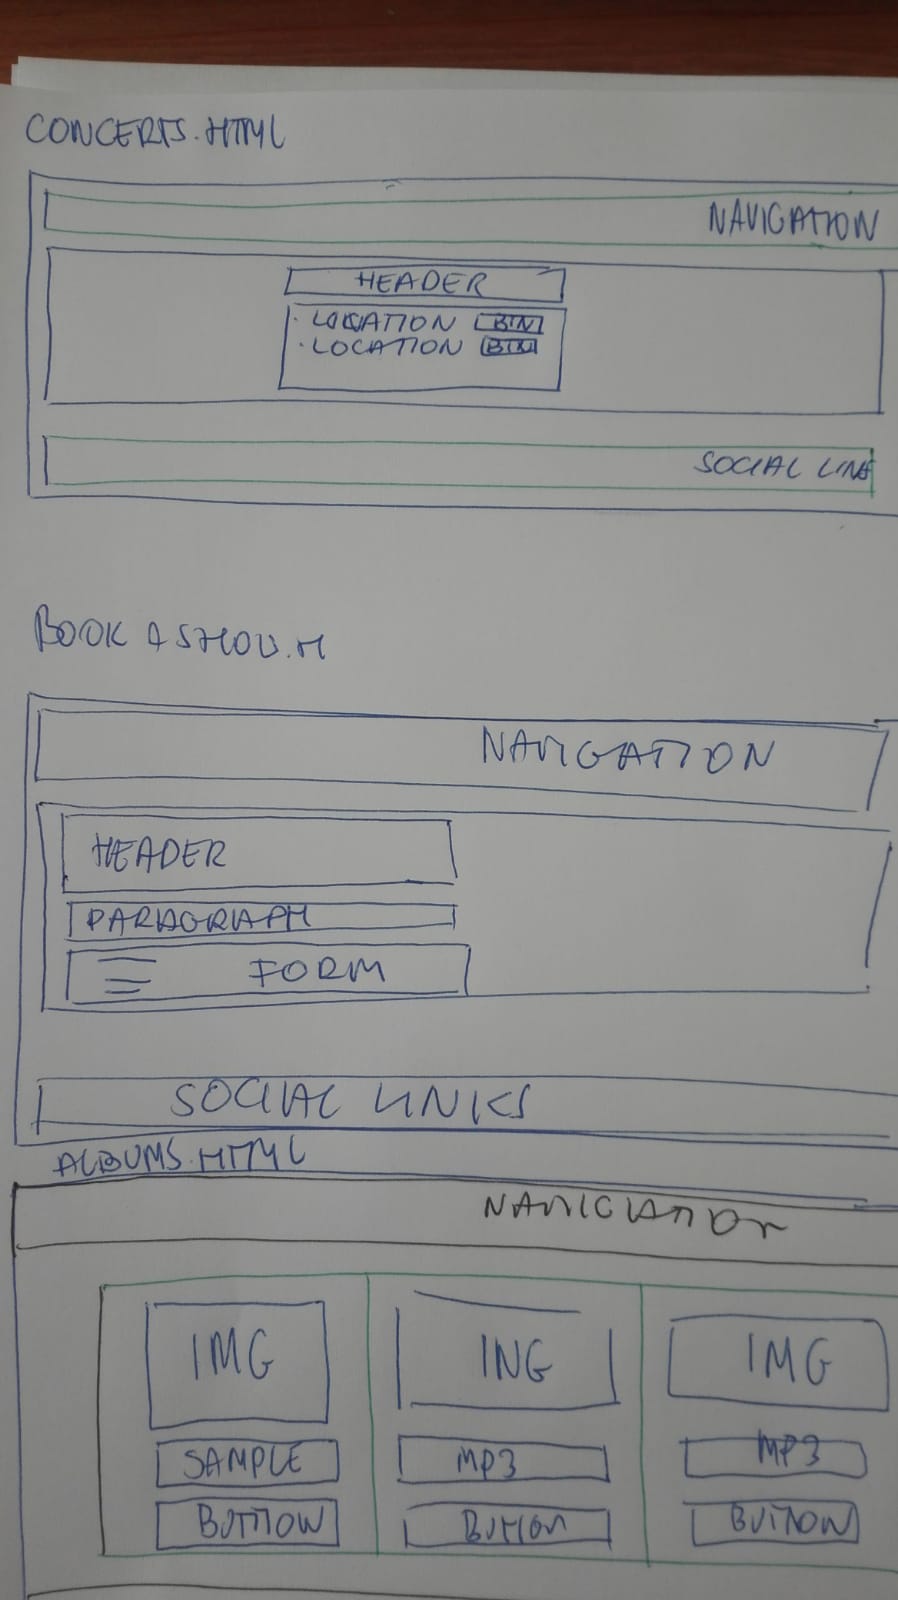 CONCERTS.HTML
NAVIGATION
HEADER
· LOCATION BTN
· LOCATION BTN
SOCIAL LINK
BOOK A SHOW.H
NAVIGATION
HEADER
PARAGRAPH
FORM
SOCIAL LINKS
ALBUMS.HTML
NAVIGATION
IMG ING IMG
SAMPLE MP3 MP3
BUTTON BUTTON BUTTON